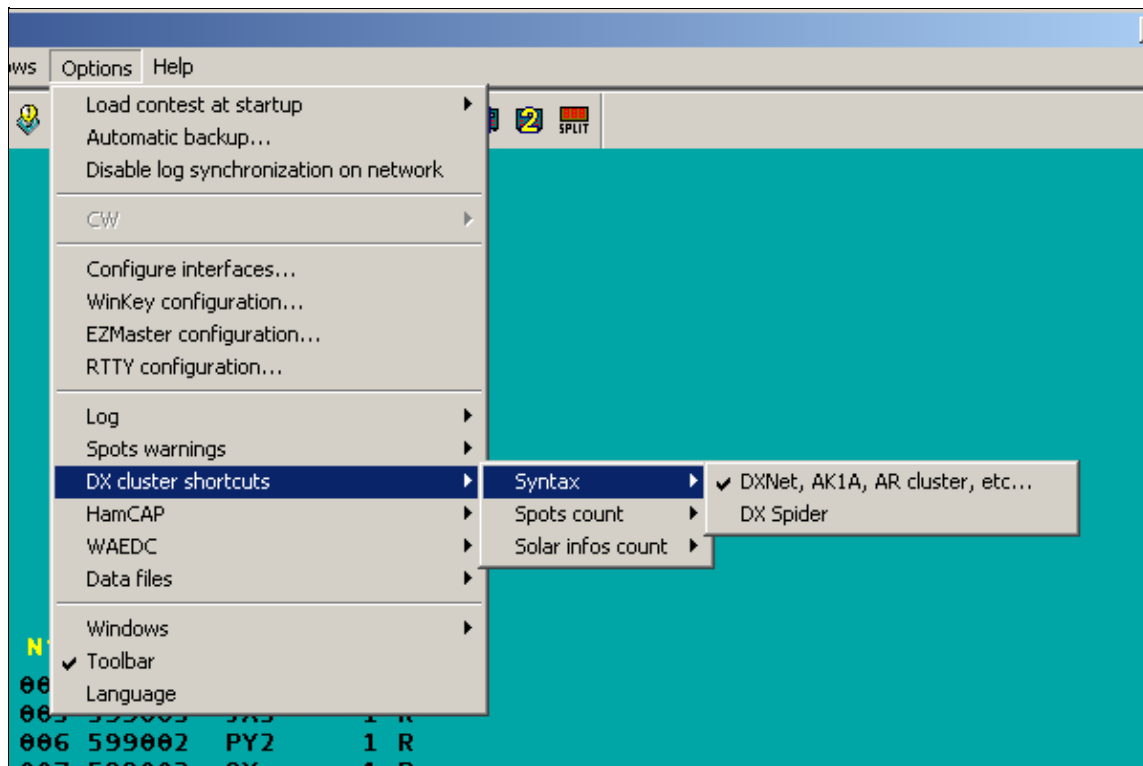 Options Help
2 SPLIT
Load contest at startup
Automatic backup...
Disable log synchronization on network
CW
Configure interfaces...
WinKey configuration...
EZMaster configuration...
RTTY configuration...
Log
Spots warnings
DX cluster shortcuts
HamCAP
WAEDC
Data files
Windows
Toolbar
Language
Syntax
Spots count
Solar infos count
DXNet, AK1A, AR cluster, etc...
DX Spider
006 599002 PY2 1 R